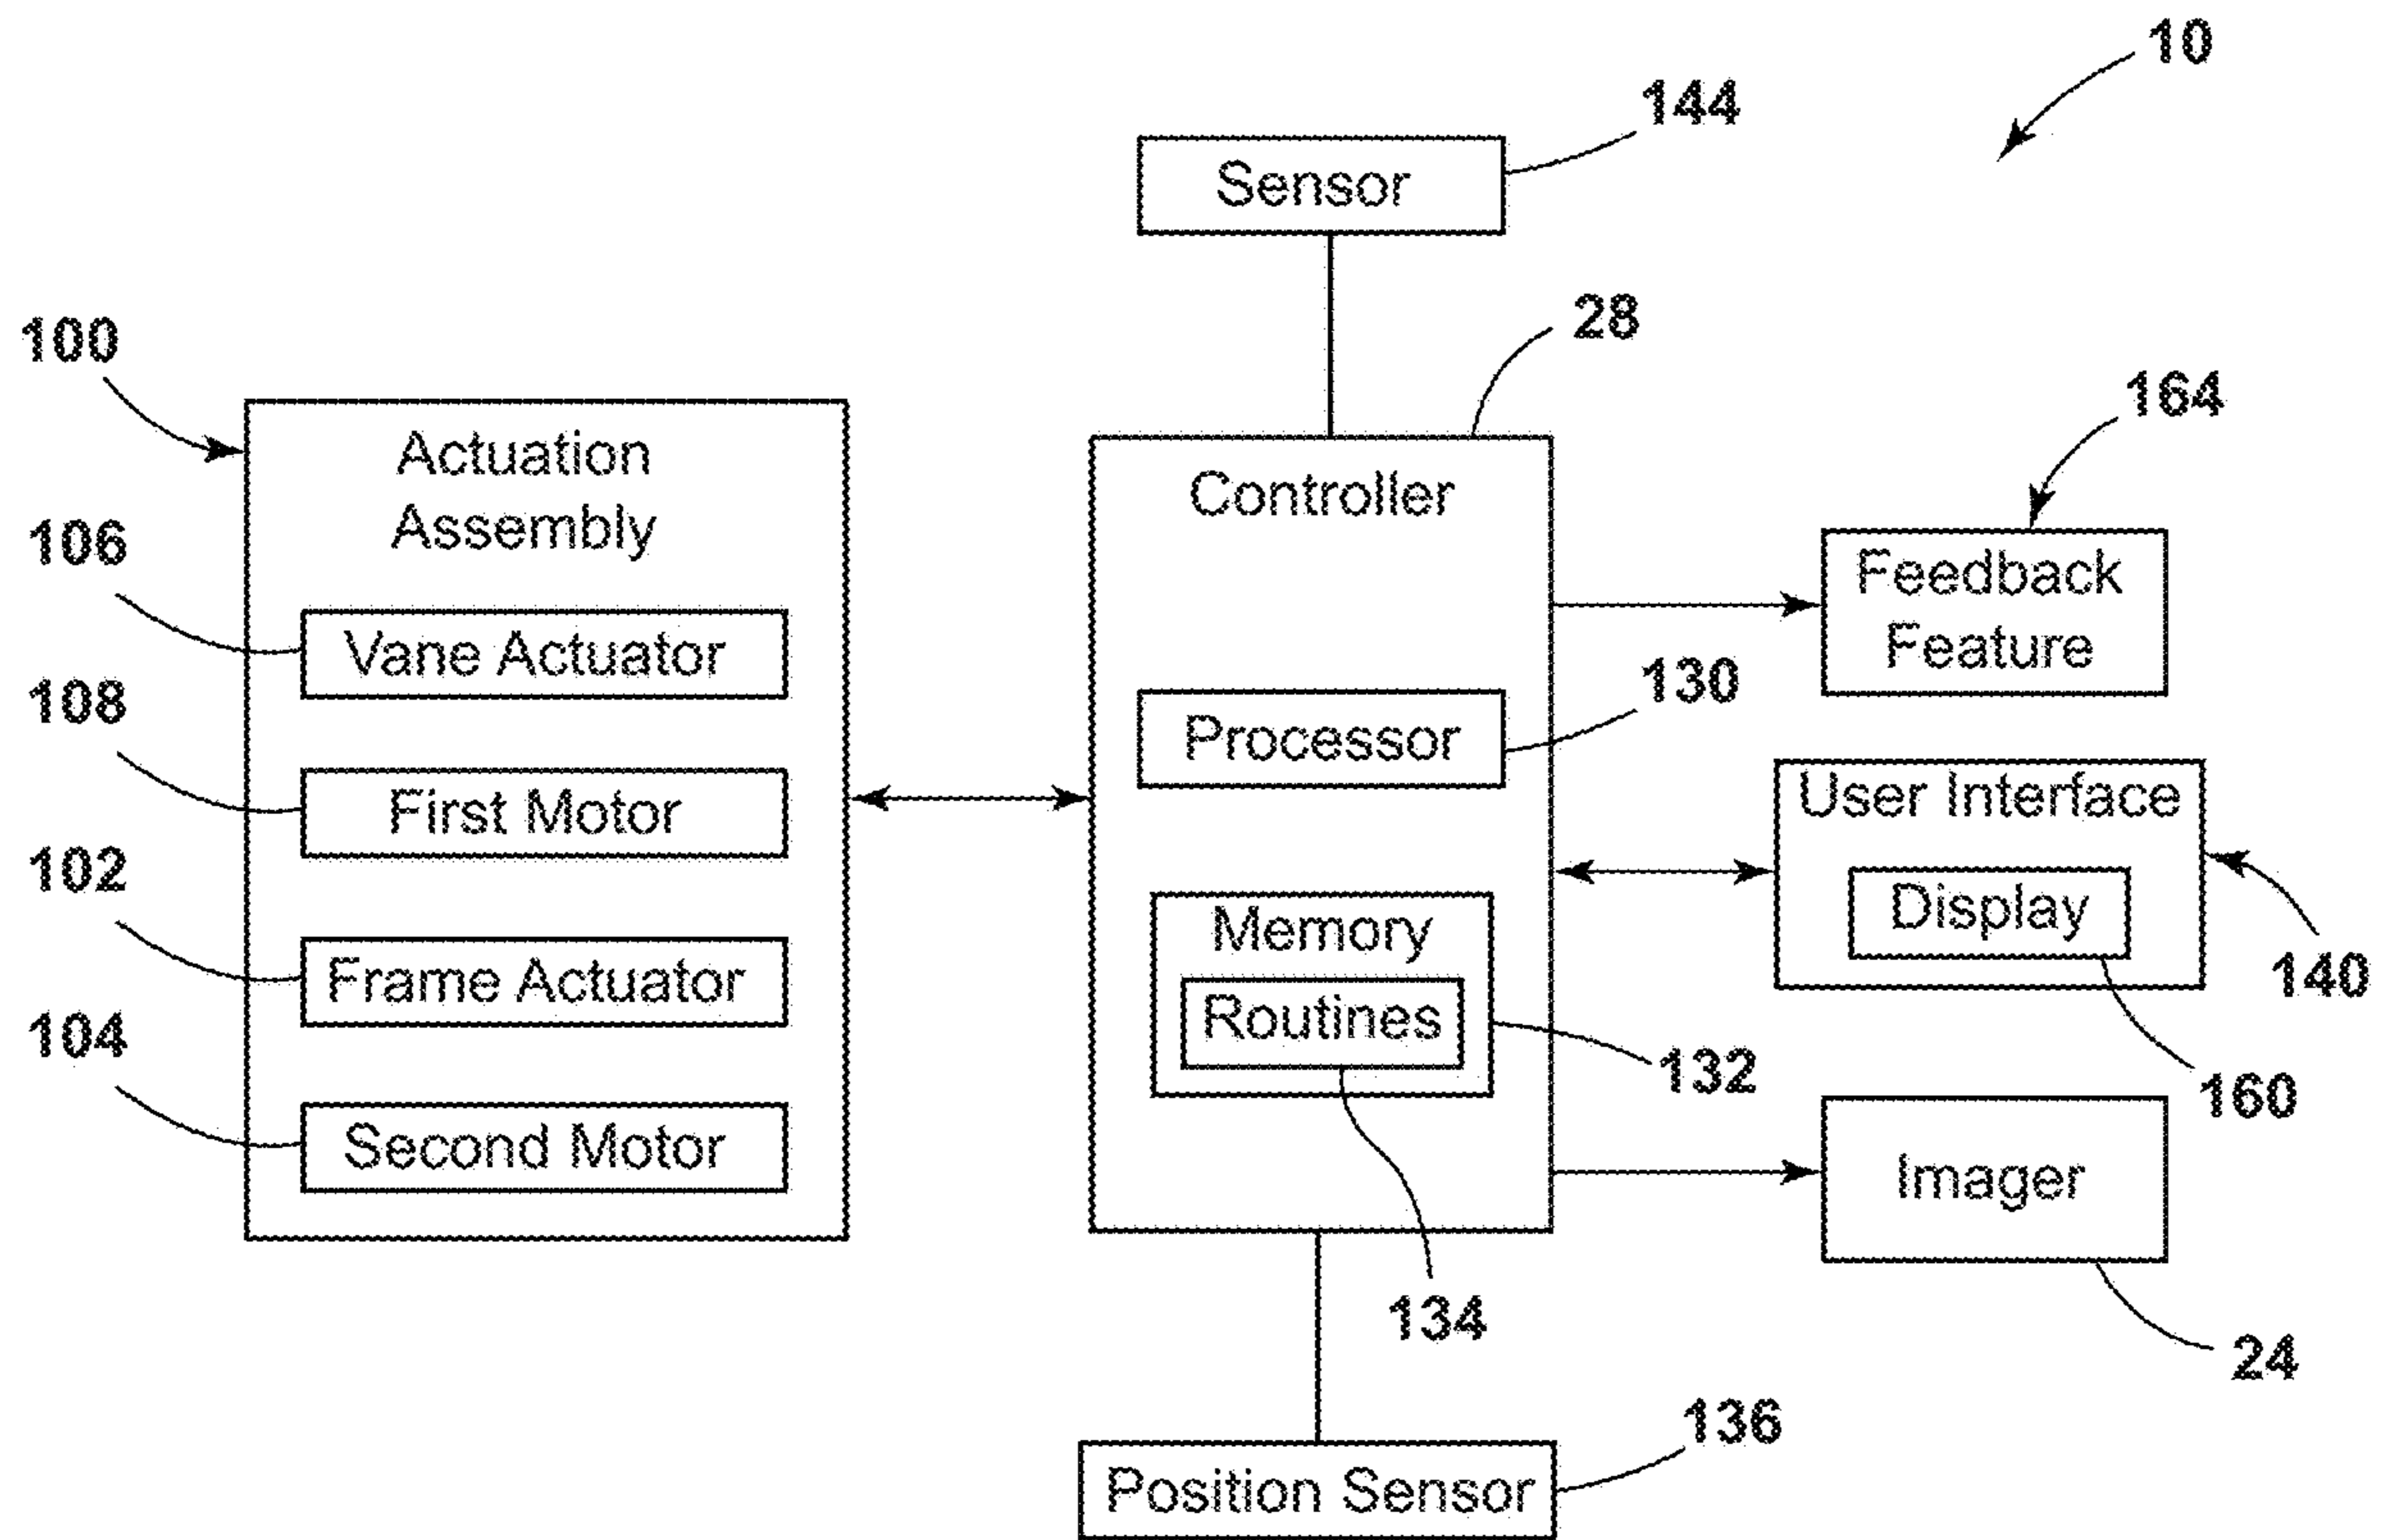 10
144
Sensor
28
100
164
Actuation
Assembly
Controller
106
Feedback
Feature
Vane Actuator
108
130
Processor
User Interface
First Motor
102
Display
Memory
140
Frame Actuator
Routines
104
132
160
Second Motor
Imager
134
24
136
Position Sensor